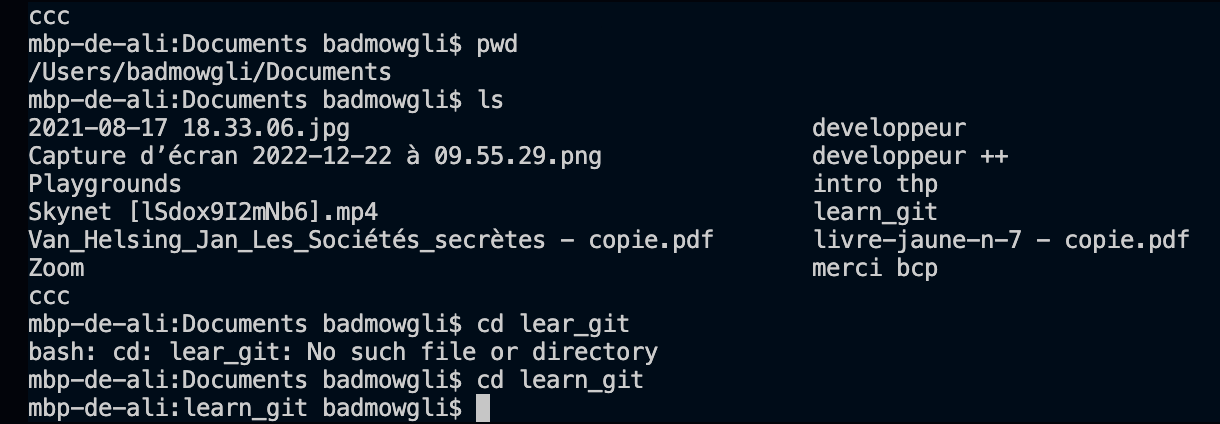 ccc
mbp-de-ali:Documents badmowgli$ pwd
/Users/badmowgli/Documents
mbp-de-ali:Documents badmowgli$ ls
2021-08-17 18.33.06.jpg developpeur
Capture d’écran 2022-12-22 à 09.55.29.png developpeur ++
Playgrounds intro thp
Skynet [lSdox9I2mNb6].mp4 learn_git
Van_Helsing_Jan_Les_Sociétés_secrètes - copie.pdf livre-jaune-n-7 - copie.pdf
Zoom merci bcp
ccc
mbp-de-ali:Documents badmowgli$ cd lear_git
bash: cd: lear_git: No such file or directory
mbp-de-ali:Documents badmowgli$ cd learn_git
mbp-de-ali:learn_git badmowgli$